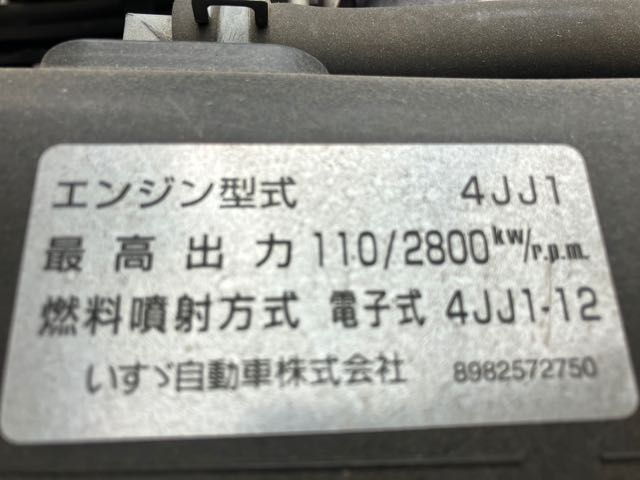 エンジン型式 4JJ1
最高出力 110/2800kw/r.p.m.
燃料噴射方式 電子式 4JJ1-12
いすゞ自動車株式会社 8982572750